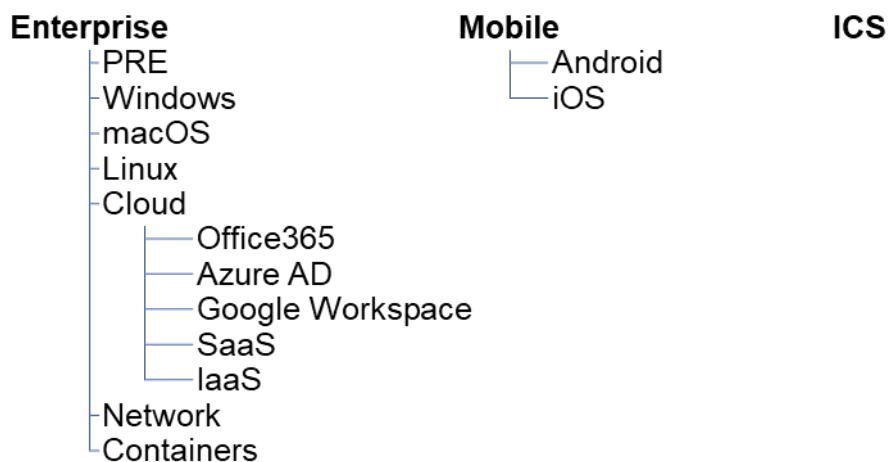 Enterprise
PRE
Windows
macOS
Linux
Cloud
Office365
Azure AD
Google Workspace
SaaS
IaaS
Network
Containers
Mobile
Android
iOS
ICS